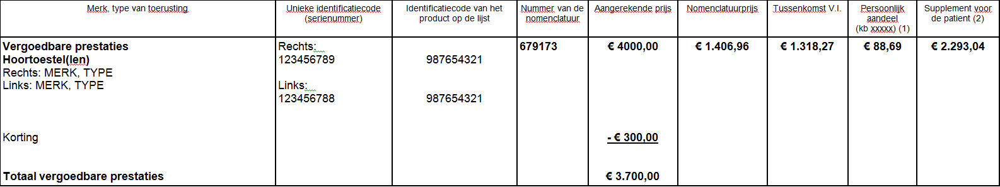 Merk, type van toerusting
Unieke identificatiecode
(serienummer)
Identificatiecode van het
product op de lijst
Nummer van de
nomenclatuur
Aangerekende prijs
Nomenclatuurprijs
Tussenkomst V.I.
Persoonlijk
aandeel
(kb xxxxx) (1)
Supplement voor
de patient (2)
Vergoedbare prestaties
Rechts:
679173
€ 4000,00
€ 1.406,96
€ 1.318,27
€ 88,69
€ 2.293,04
Hoortoestel(len)
123456789
987654321
Rechts: MERK, TYPE
Links: MERK, TYPE
Links:
123456788
987654321
Korting
- € 300,00
Totaal vergoedbare prestaties
€ 3.700,00